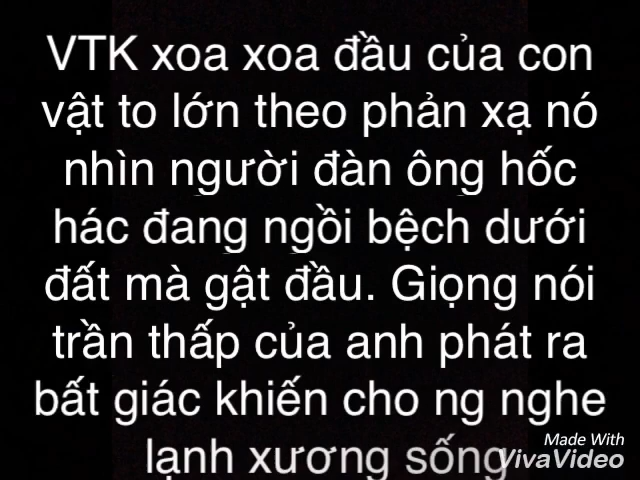 VTK xoa xoa đầu của con
vật to lớn theo phản xạ nó
nhìn người đàn ông hốc
hác đang ngồi bệch dưới
đất mà gật đầu. Giọng nói
trần thấp của anh phát ra
bất giác khiến cho ng nghe
lạnh xương sống
Made With
VivaVideo